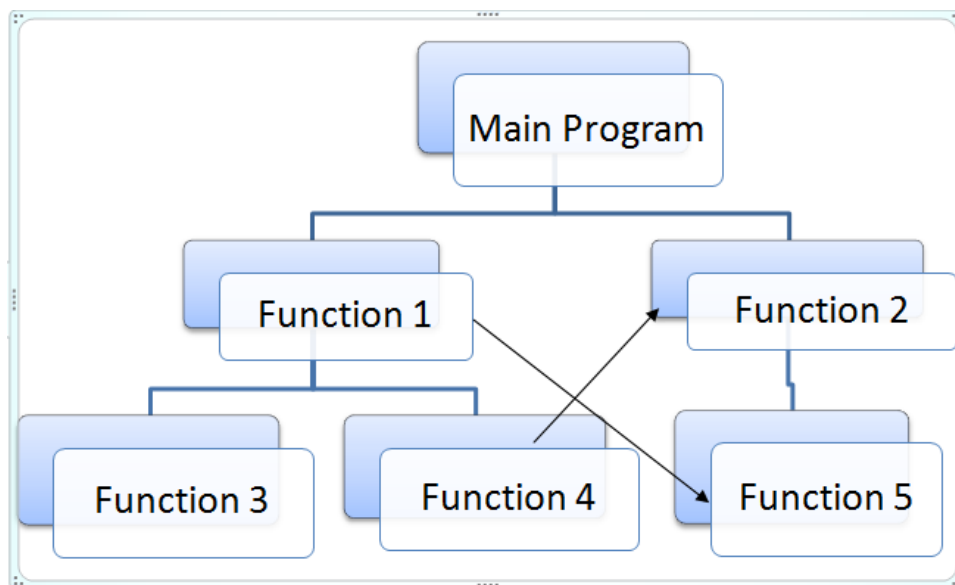 Main Program
Function 1
Function 2
Function 3
Function 4
Function 5